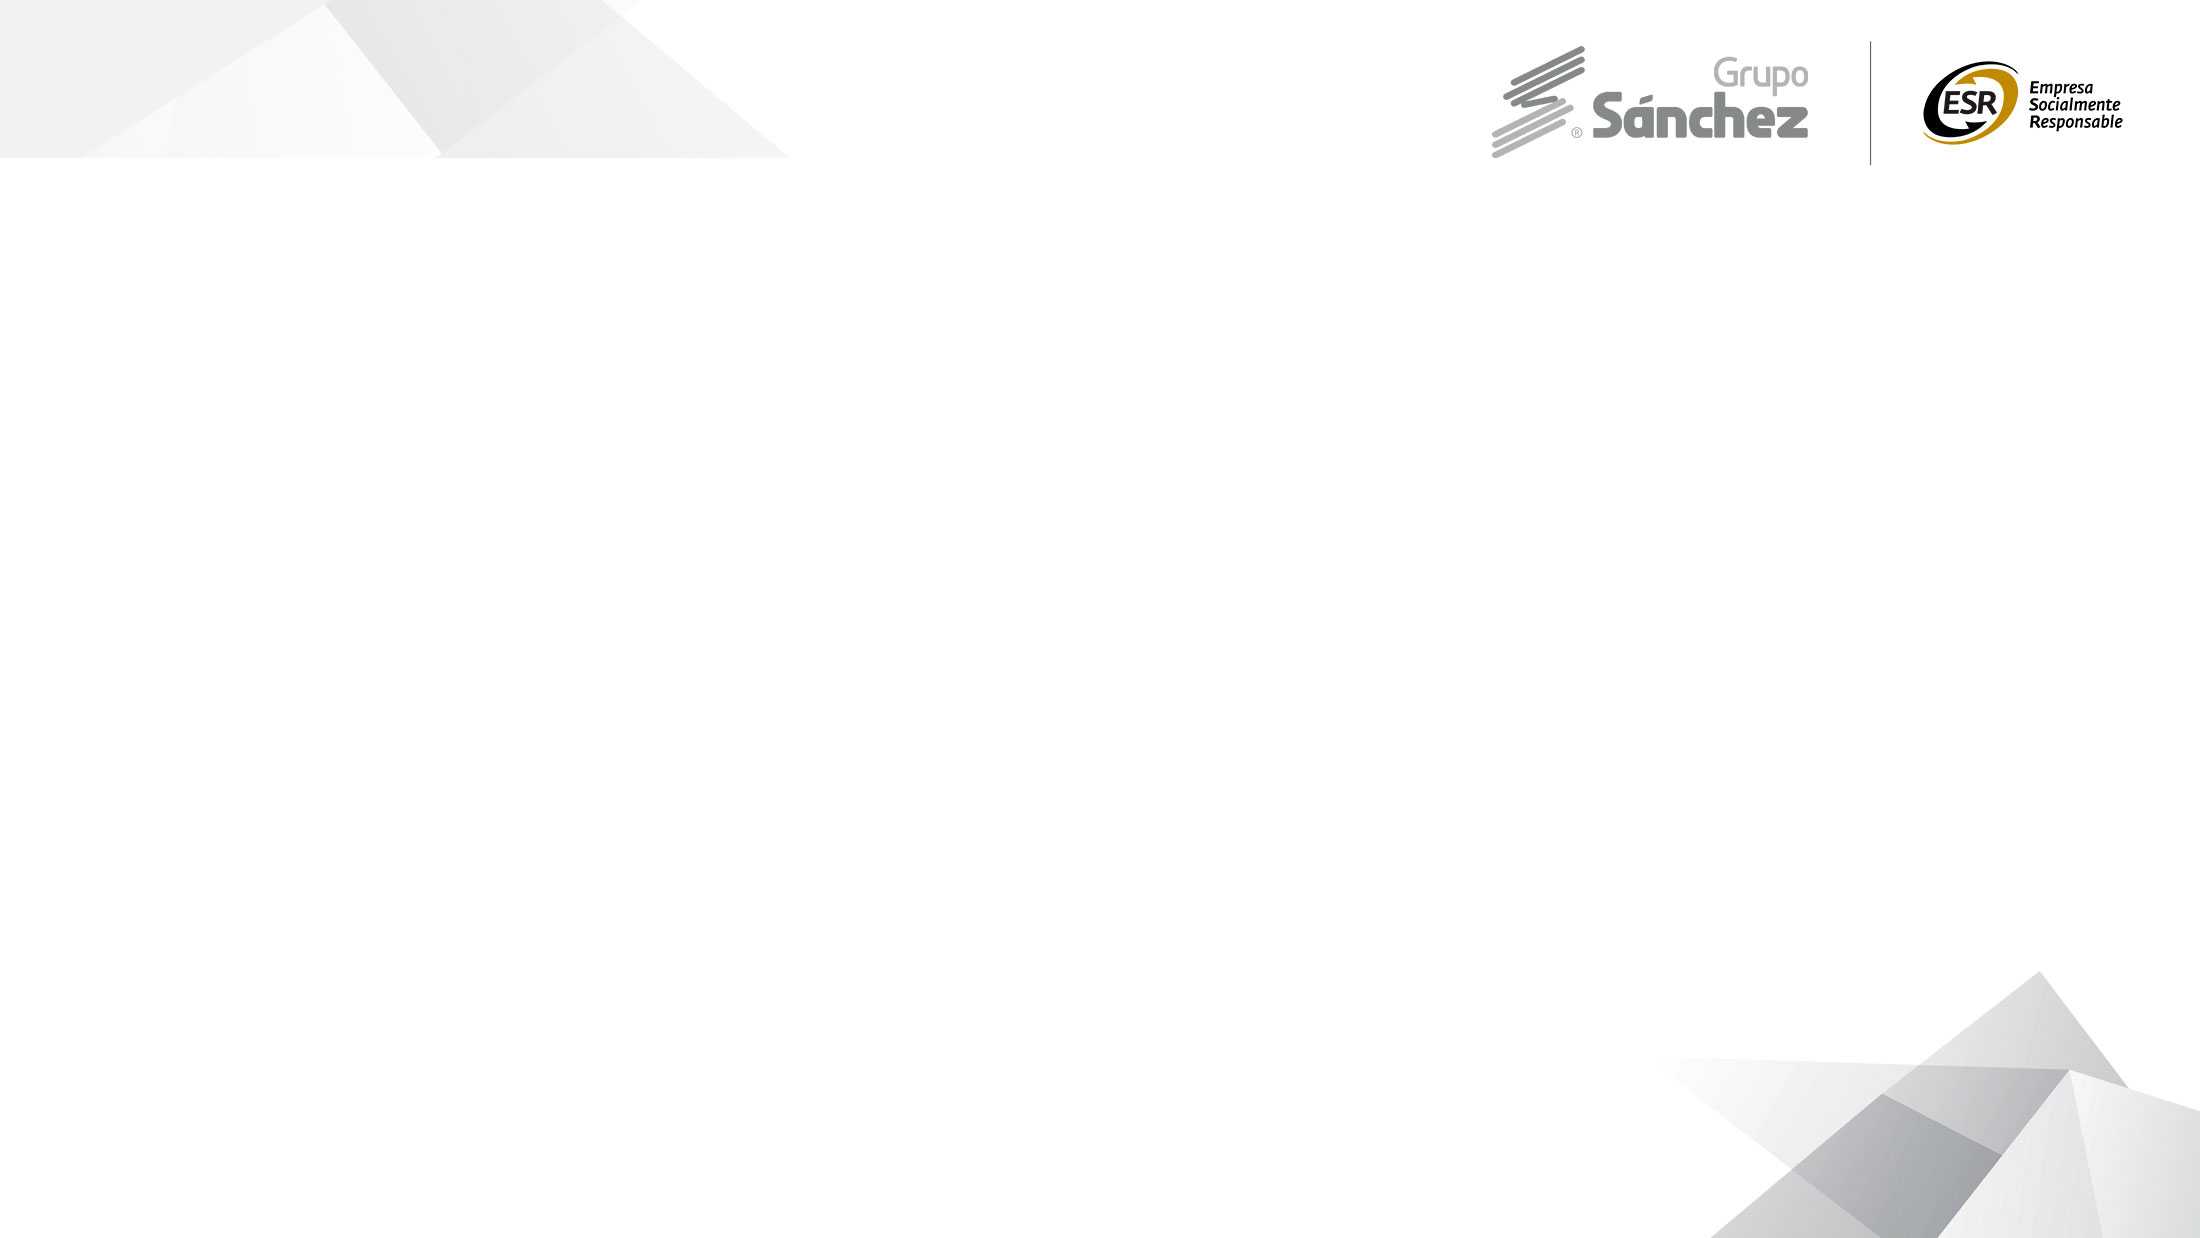 Grupo
Sánchez
®
ESR
Empresa
Socialmente
Responsable